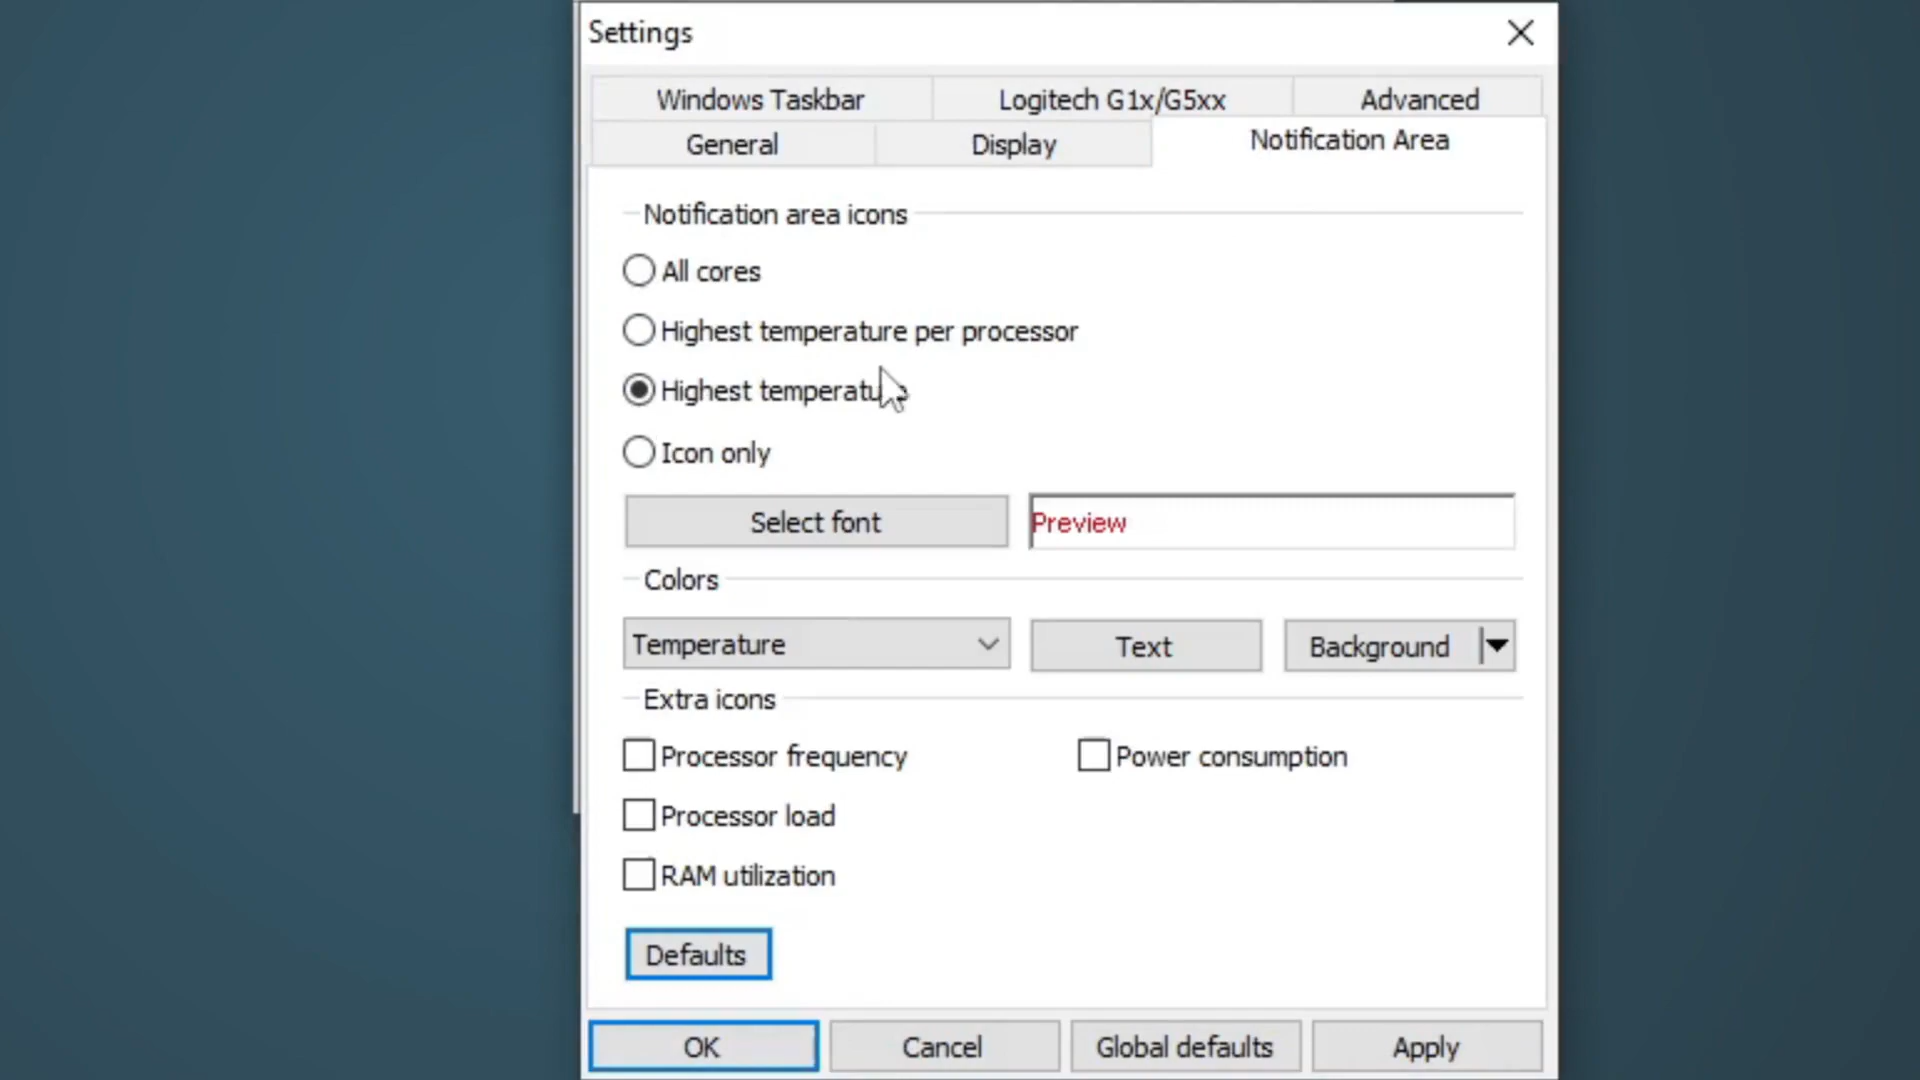 Settings
Windows Taskbar
Logitech G1x/G5xx
Advanced
General
Display
Notification Area
Notification area icons
All cores
Highest temperature per processor
Highest temperature
Icon only
Select font
Preview
Colors
Temperature
Text
Background
Extra icons
Processor frequency
Power consumption
Processor load
RAM utilization
Defaults
OK
Cancel
Global defaults
Apply